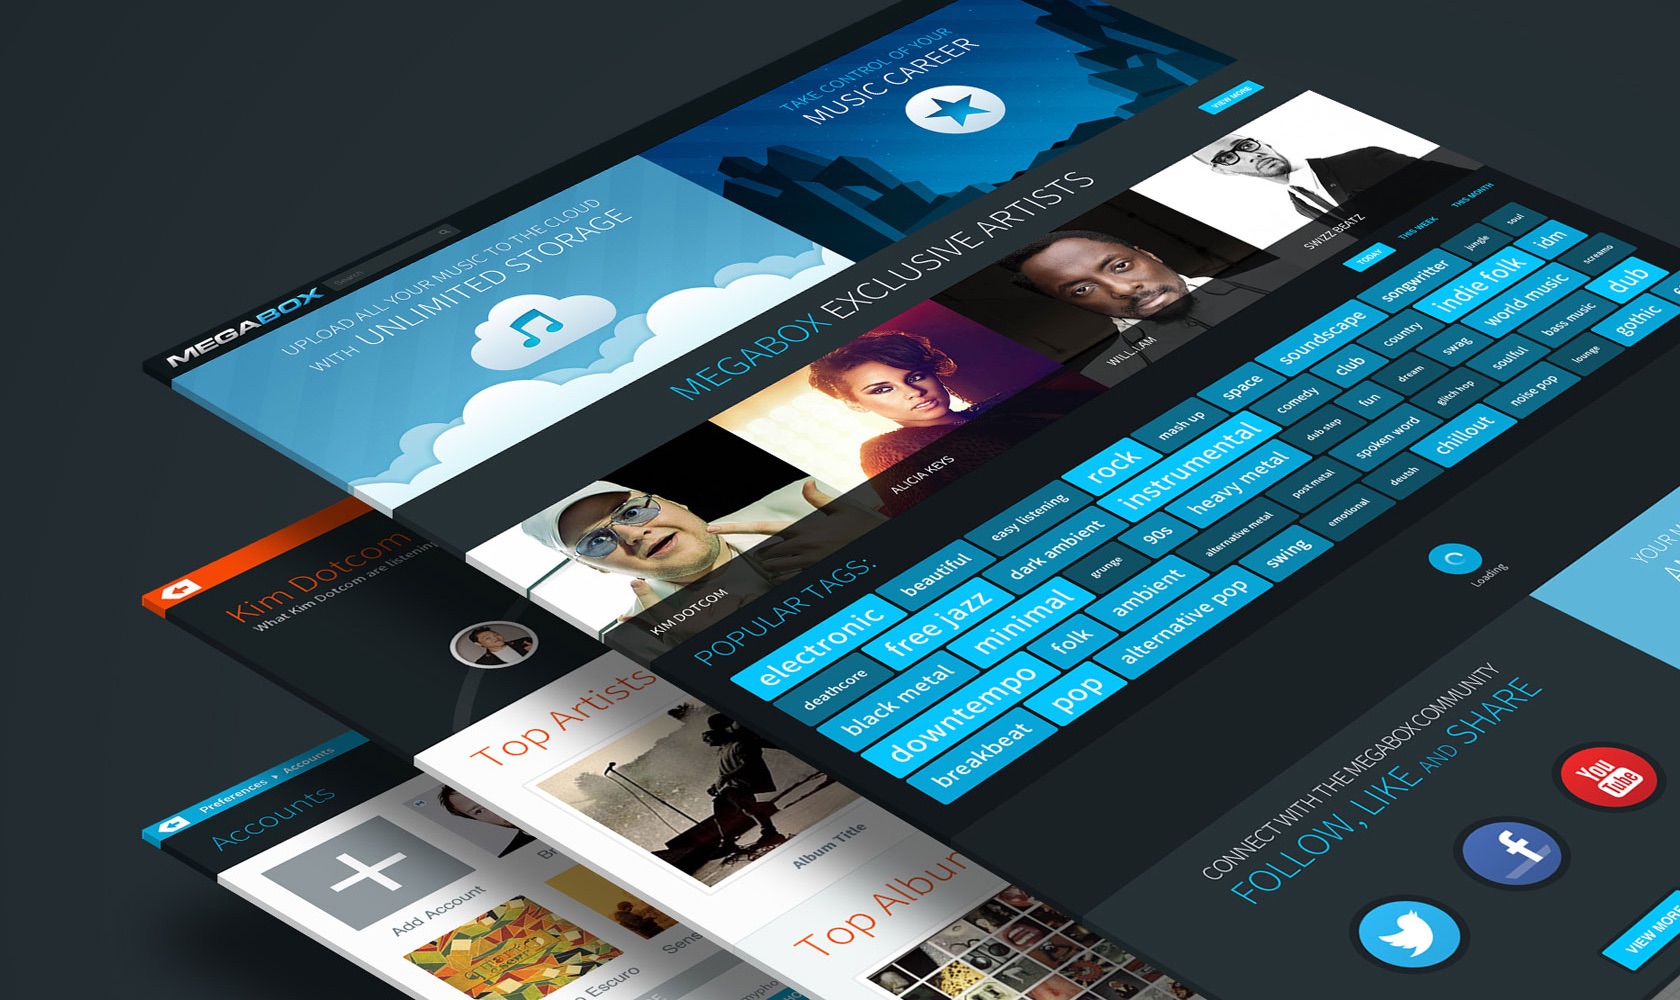 MEGABOX
Search
UPLOAD ALL YOUR MUSIC TO THE CLOUD
WITH UNLIMITED STORAGE
TAKE CONTROL OF YOUR
MUSIC CAREER
VIEW MORE
MEGABOX EXCLUSIVE ARTISTS
KIM DOTCOM
ALICIA KEYS
WILL.I.AM
SWIZZ BEATZ
POPULAR TAGS:
TODAY
THIS WEEK
THIS MONTH
electronic
beautiful
easy listening
rock
mash up
space
soundscape
songwritter
jungle
soul
deathcore
free jazz
dark ambient
instrumental
comedy
club
country
indie folk
idm
black metal
minimal
grunge
90s
heavy metal
dub step
fun
dream
swag
world music
screamo
downtempo
folk
ambient
alternative metal
post metal
spoken word
glitch hop
soulful
bass music
dub
breakbeat
pop
alternative pop
swing
emotional
deutsh
chillout
noise pop
lounge
gothic
Loading
CONNECT WITH THE MEGABOX COMMUNITY
FOLLOW, LIKE AND SHARE
You
Tube
VIEW MORE
Kim Dotcom
What Kim Dotcom are listening
Top Artists
Album Title
Preferences ▸ Accounts
Accounts
Add Account
Escuro